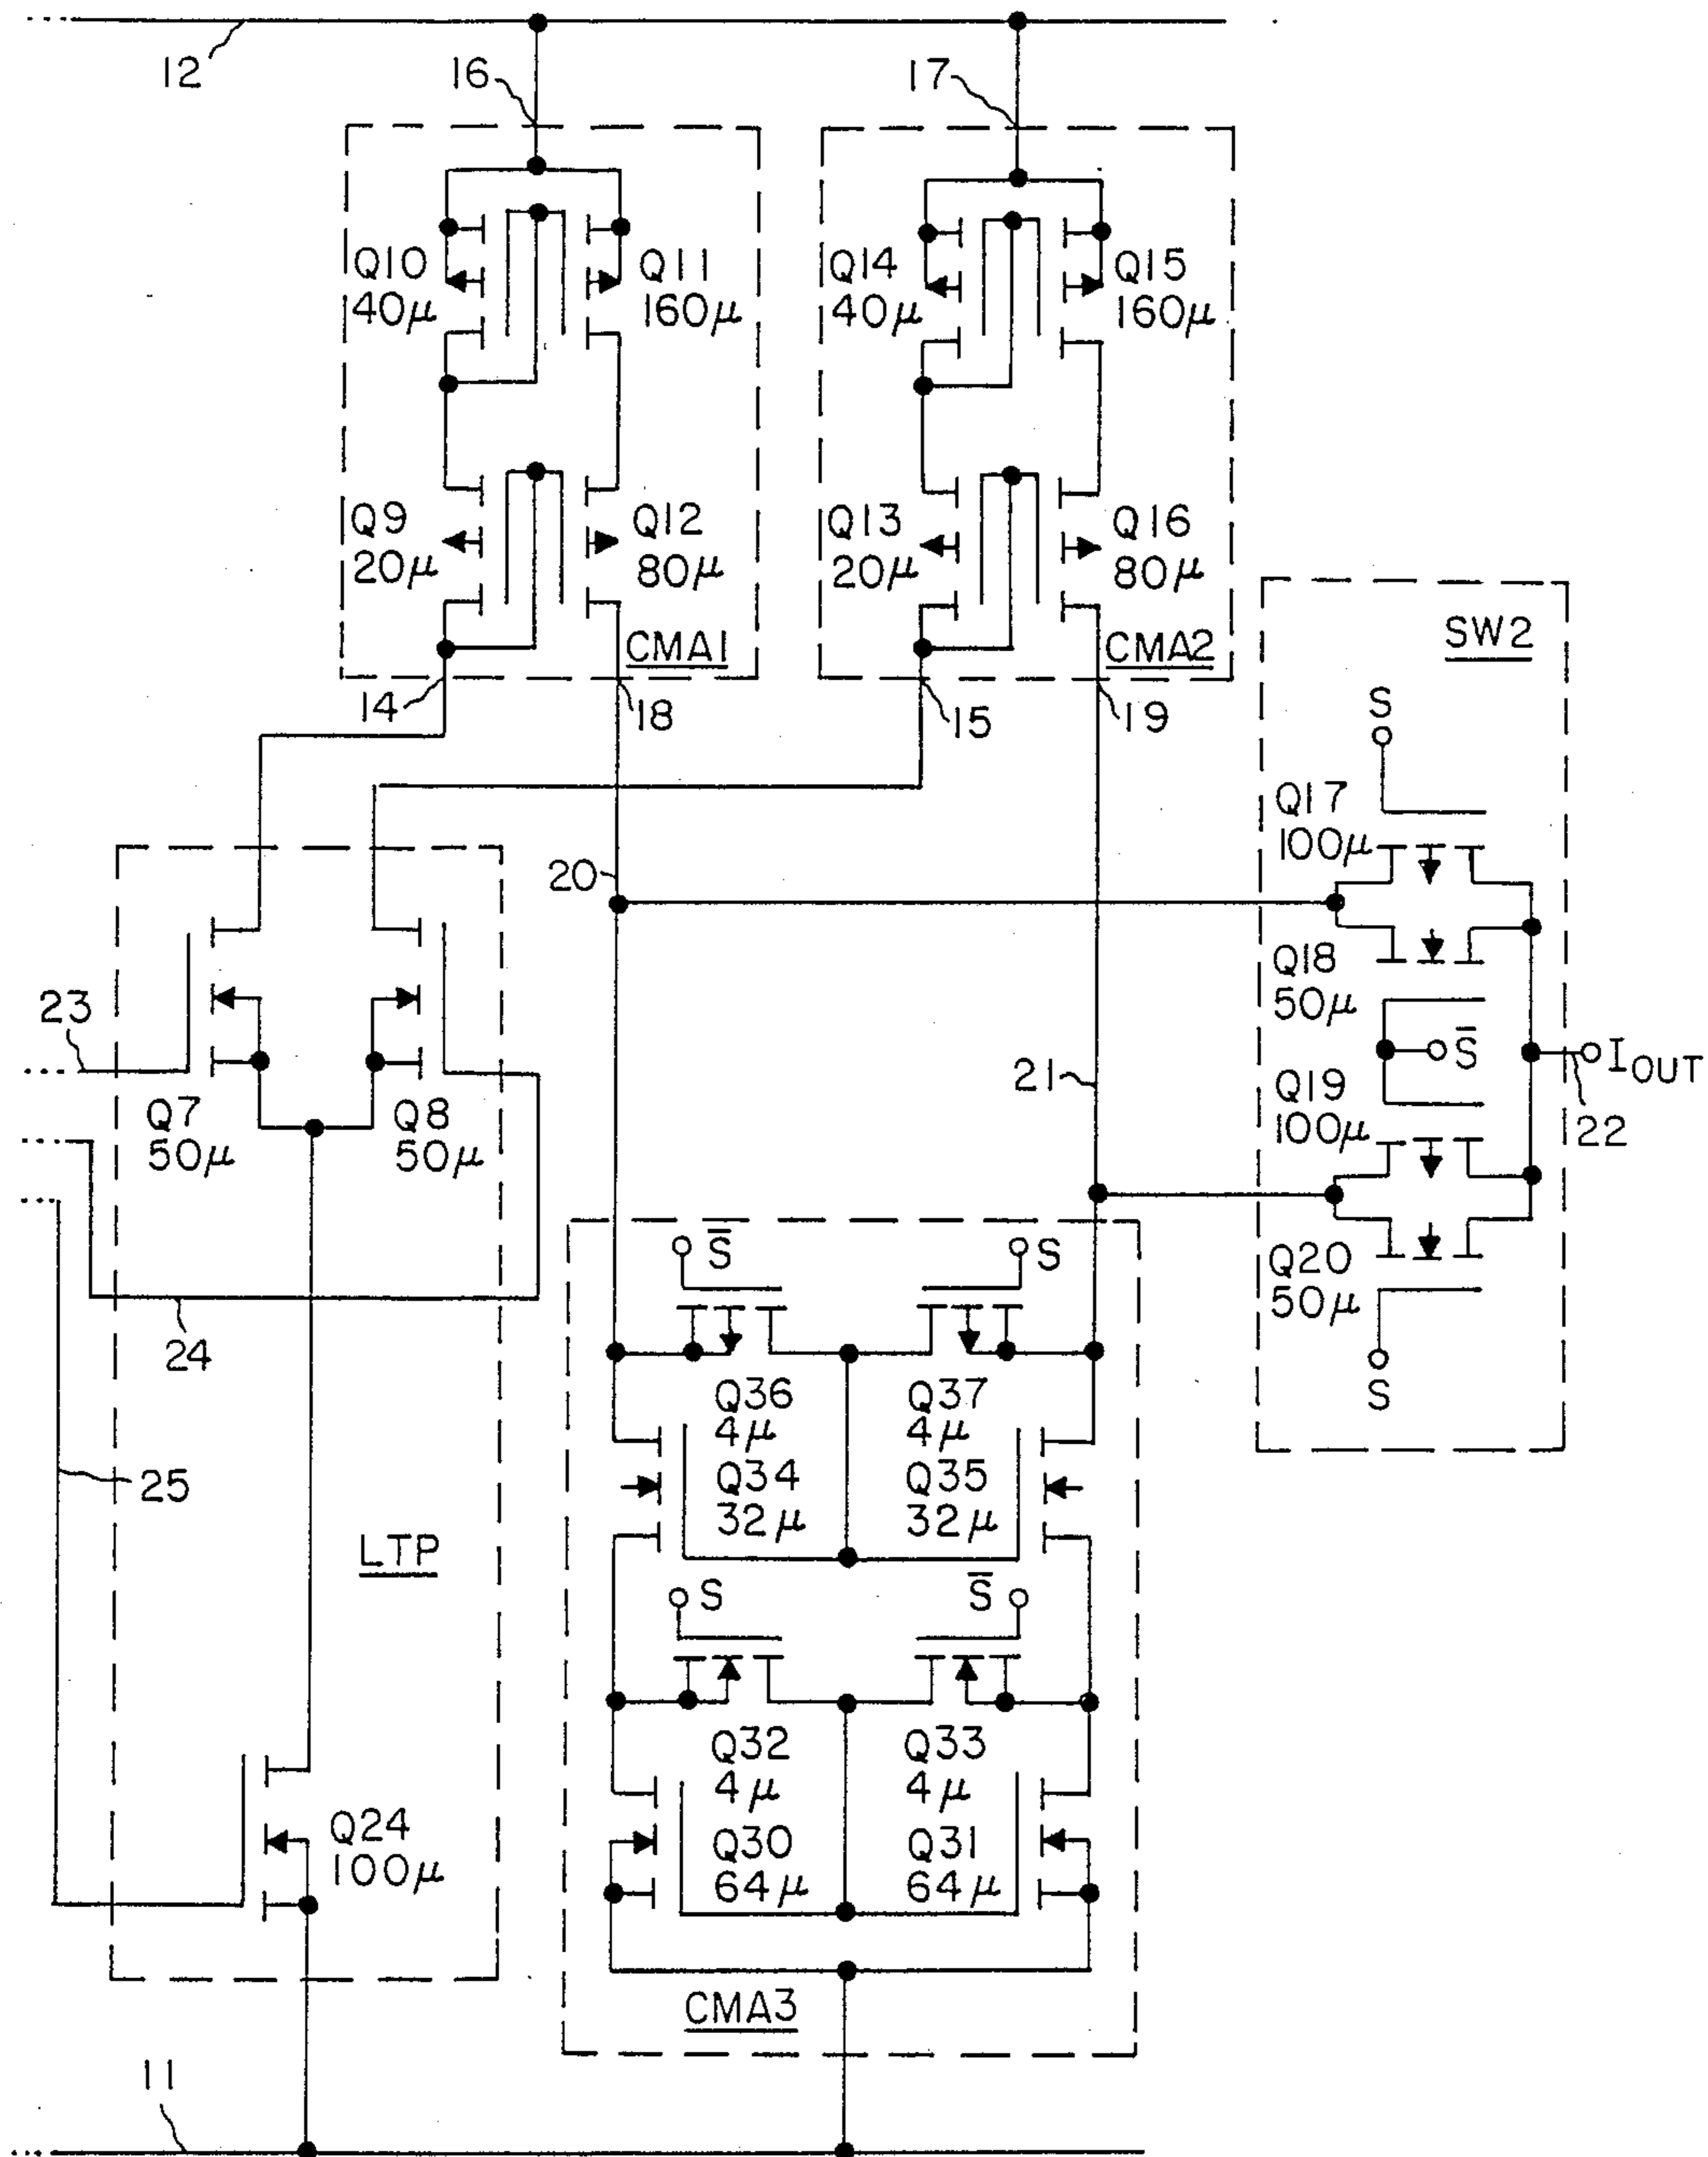 12
16
17
Q10
40μ
Q11
160μ
Q14
40μ
Q15
160μ
Q9
20μ
Q12
80μ
Q13
20μ
Q16
80μ
CMA1
CMA2
14
18
15
19
SW2
S
Q17
100μ
20
Q18
50μ
S̅
Q19
100μ
I_OUT
22
21
23
Q7
50μ
Q8
50μ
Q20
50μ
S
24
S̅
S
Q36
4μ
Q37
4μ
Q34
32μ
Q35
32μ
25
LTP
S
S̅
Q32
4μ
Q33
4μ
Q24
100μ
Q30
64μ
Q31
64μ
CMA3
11